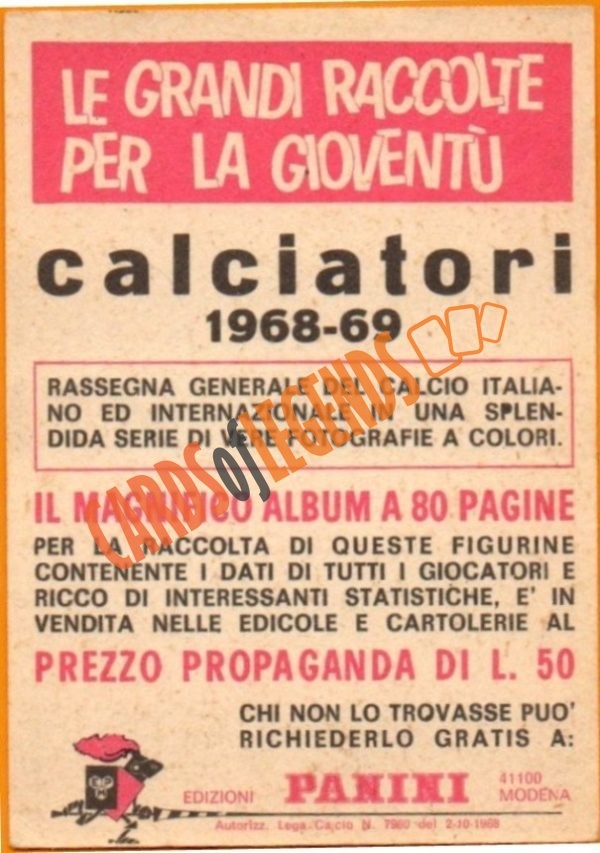 LE GRANDI RACCOLTE
PER LA GIOVENTÙ
calciatori
1968-69
RASSEGNA GENERALE DEL CALCIO ITALIA-
NO ED INTERNAZIONALE IN UNA SPLEN-
DIDA SERIE DI VERE FOTOGRAFIE A COLORI.
CARDS OF LEGENDS
IL MAGNIFICO ALBUM A 80 PAGINE
PER LA RACCOLTA DI QUESTE FIGURINE
CONTENENTE I DATI DI TUTTI I GIOCATORI E
RICCO DI INTERESSANTI STATISTICHE, E' IN
VENDITA NELLE EDICOLE E CARTOLERIE AL
PREZZO PROPAGANDA DI L. 50
CHI NON LO TROVASSE PUO'
RICHIEDERLO GRATIS A:
EDIZIONI PANINI 41100
MODENA
Autorizz. Lega Calcio N. 7960 del 2-10-1968